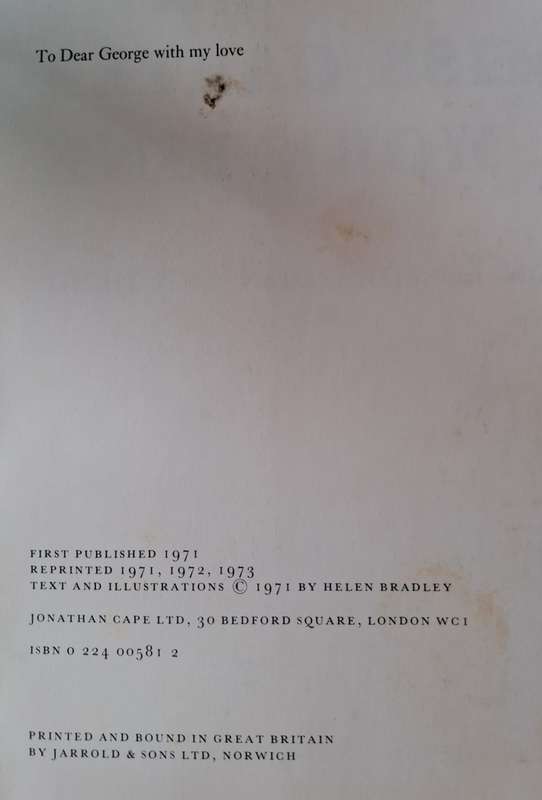 To Dear George with my love
FIRST PUBLISHED 1971
REPRINTED 1971, 1972, 1973
TEXT AND ILLUSTRATIONS © 1971 BY HELEN BRADLEY
JONATHAN CAPE LTD, 30 BEDFORD SQUARE, LONDON WC1
ISBN 0 224 00581 2
PRINTED AND BOUND IN GREAT BRITAIN
BY JARROLD & SONS LTD, NORWICH